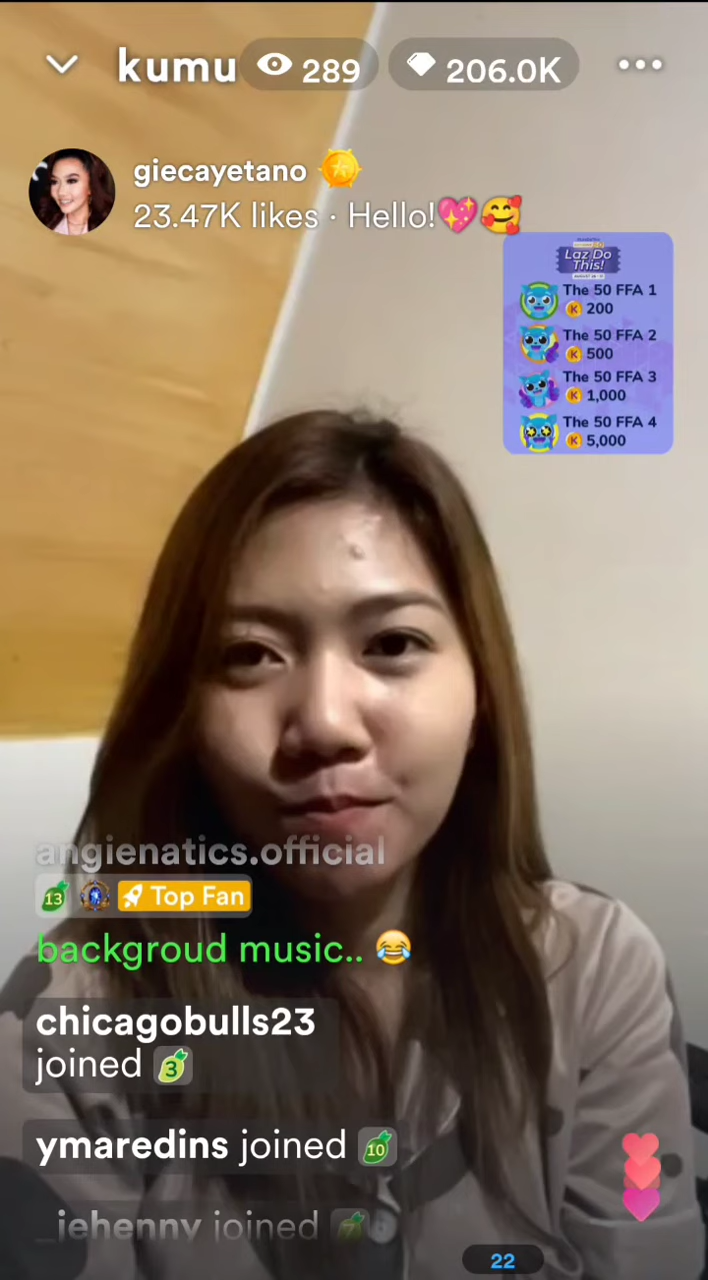 kumu 289 206.0K
giecayetano
23.47K likes · Hello!💖🥰
Laz Do
This!
The 50 FFA 1
K 200
The 50 FFA 2
K 500
The 50 FFA 3
K 1,000
The 50 FFA 4
K 5,000
angienatics.official
13 Top Fan
backgroud music.. 😂
chicagobulls23
joined 3
ymaredins joined 10
_jehenny joined 7
22